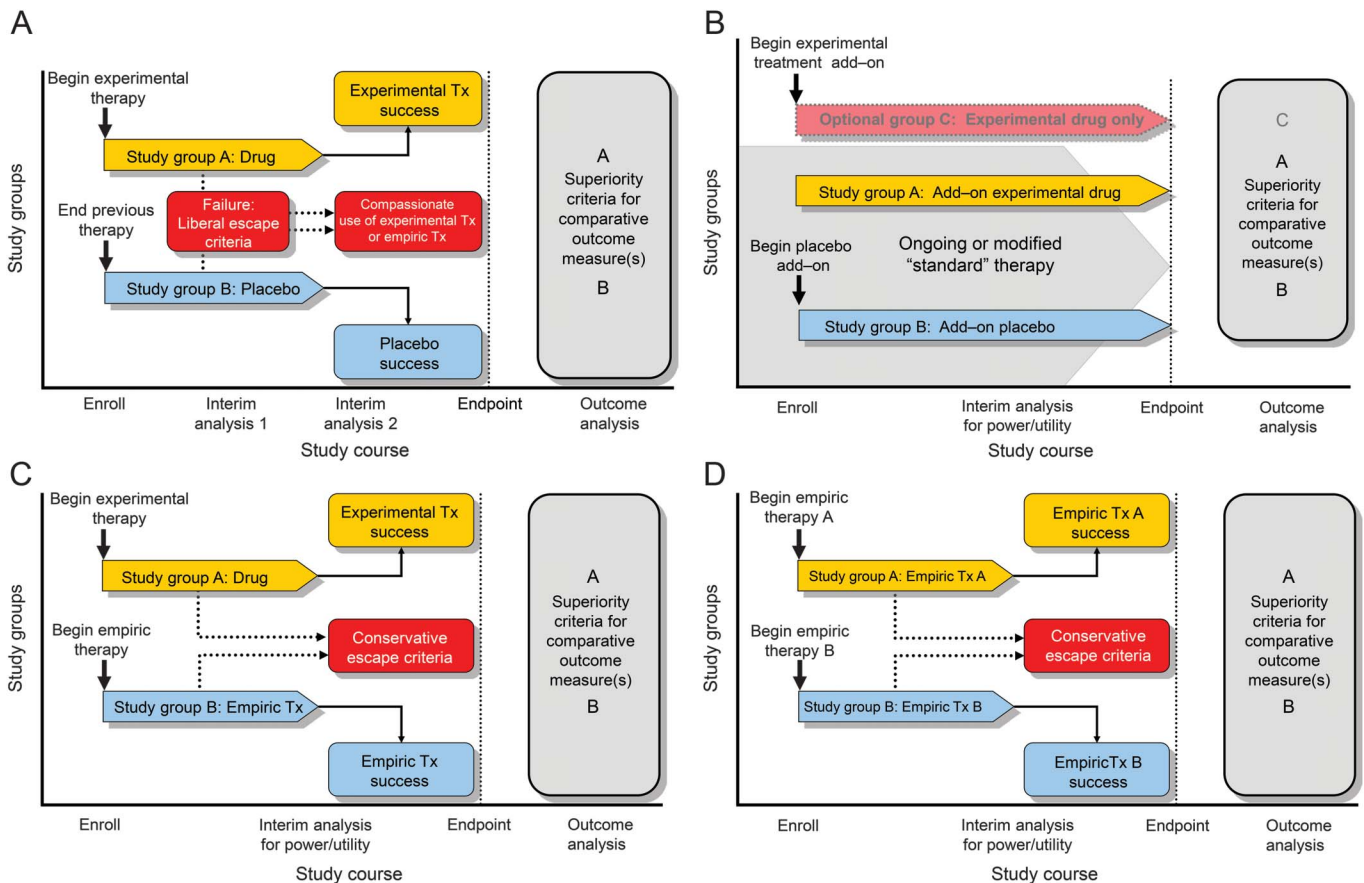 A
Study groups
Begin experimental
therapy
Experimental Tx
success
Study group A: Drug
End previous
therapy
Failure:
Liberal escape
criteria
Compassionate
use of experimental Tx
or empiric Tx
Study group B: Placebo
Placebo
success
A
Superiority
criteria for
comparative
outcome
measure(s)
B
Enroll
Interim
analysis 1
Interim
analysis 2
Endpoint
Outcome
analysis
Study course
B
Study groups
Begin experimental
treatment add–on
Optional group C: Experimental drug only
Study group A: Add–on experimental drug
Begin placebo
add–on
Ongoing or modified
“standard” therapy
Study group B: Add–on placebo
C
A
Superiority
criteria for
comparative
outcome
measure(s)
B
Enroll
Interim analysis
for power/utility
Endpoint
Outcome
analysis
Study course
C
Study groups
Begin experimental
therapy
Experimental Tx
success
Study group A: Drug
Begin empiric
therapy
Conservative
escape criteria
Study group B: Empiric Tx
Empiric Tx
success
A
Superiority
criteria for
comparative
outcome
measure(s)
B
Enroll
Interim analysis
for power/utility
Endpoint
Outcome
analysis
Study course
D
Study groups
Begin empiric
therapy A
Empiric Tx A
success
Study group A: Empiric Tx A
Begin empiric
therapy B
Conservative
escape criteria
Study group B: Empiric Tx B
EmpiricTx B
success
A
Superiority
criteria for
comparative
outcome
measure(s)
B
Enroll
Interim analysis
for power/utility
Endpoint
Outcome
analysis
Study course